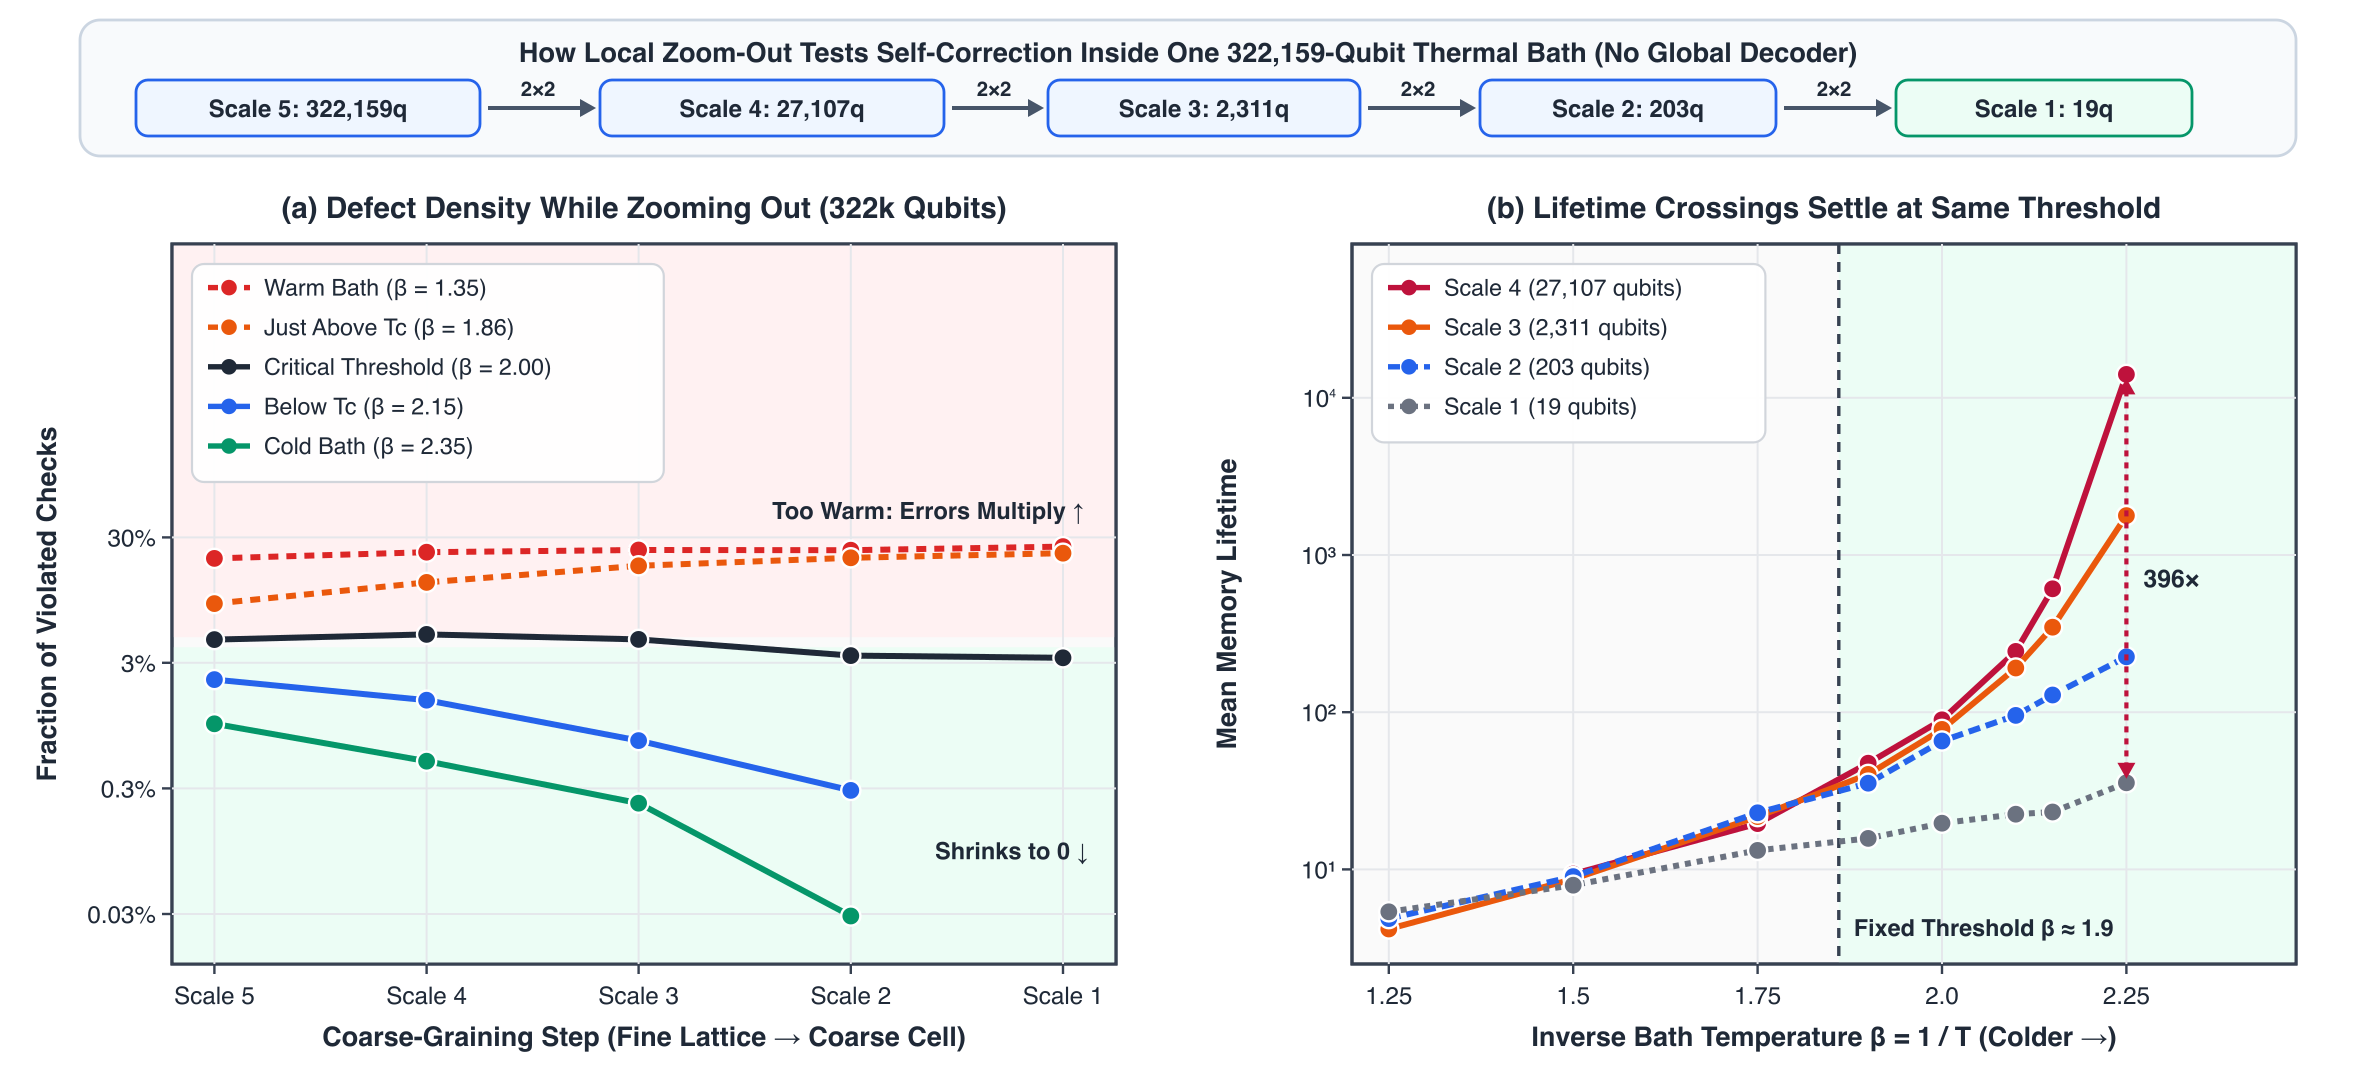 How Local Zoom-Out Tests Self-Correction Inside One 322,159-Qubit Thermal Bath (No Global Decoder)
Scale 5: 322,159q
2×2
Scale 4: 27,107q
2×2
Scale 3: 2,311q
2×2
Scale 2: 203q
2×2
Scale 1: 19q
(a) Defect Density While Zooming Out (322k Qubits)
Warm Bath (β = 1.35)
Just Above Tc (β = 1.86)
Critical Threshold (β = 2.00)
Below Tc (β = 2.15)
Cold Bath (β = 2.35)
Too Warm: Errors Multiply ↑
Shrinks to 0 ↓
Fraction of Violated Checks
30%
3%
0.3%
0.03%
Scale 5
Scale 4
Scale 3
Scale 2
Scale 1
Coarse-Graining Step (Fine Lattice → Coarse Cell)
(b) Lifetime Crossings Settle at Same Threshold
Scale 4 (27,107 qubits)
Scale 3 (2,311 qubits)
Scale 2 (203 qubits)
Scale 1 (19 qubits)
396×
Fixed Threshold β ≈ 1.9
Mean Memory Lifetime
10⁴
10³
10²
10¹
1.25
1.5
1.75
2.0
2.25
Inverse Bath Temperature β = 1 / T (Colder →)